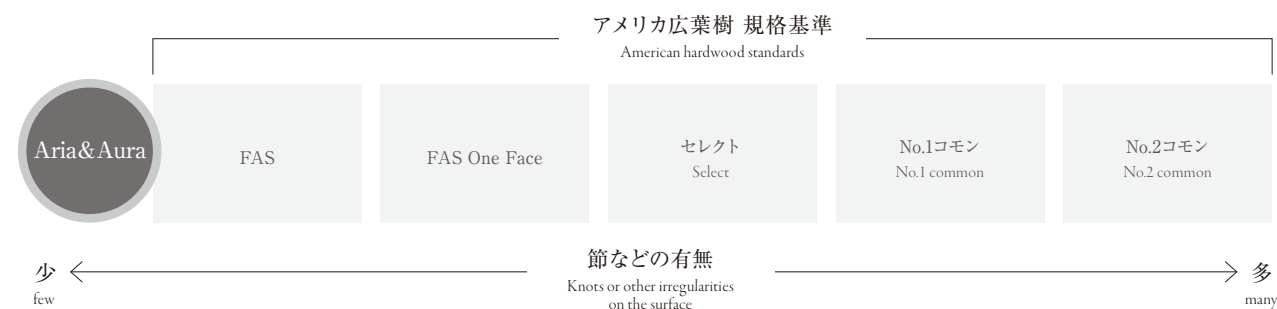 アメリカ広葉樹 規格基準
American hardwood standards
Aria&Aura
FAS
FAS One Face
セレクト
Select
No.1コモン
No.1 common
No.2コモン
No.2 common
少
few
節などの有無
Knots or other irregularities
on the surface
多
many